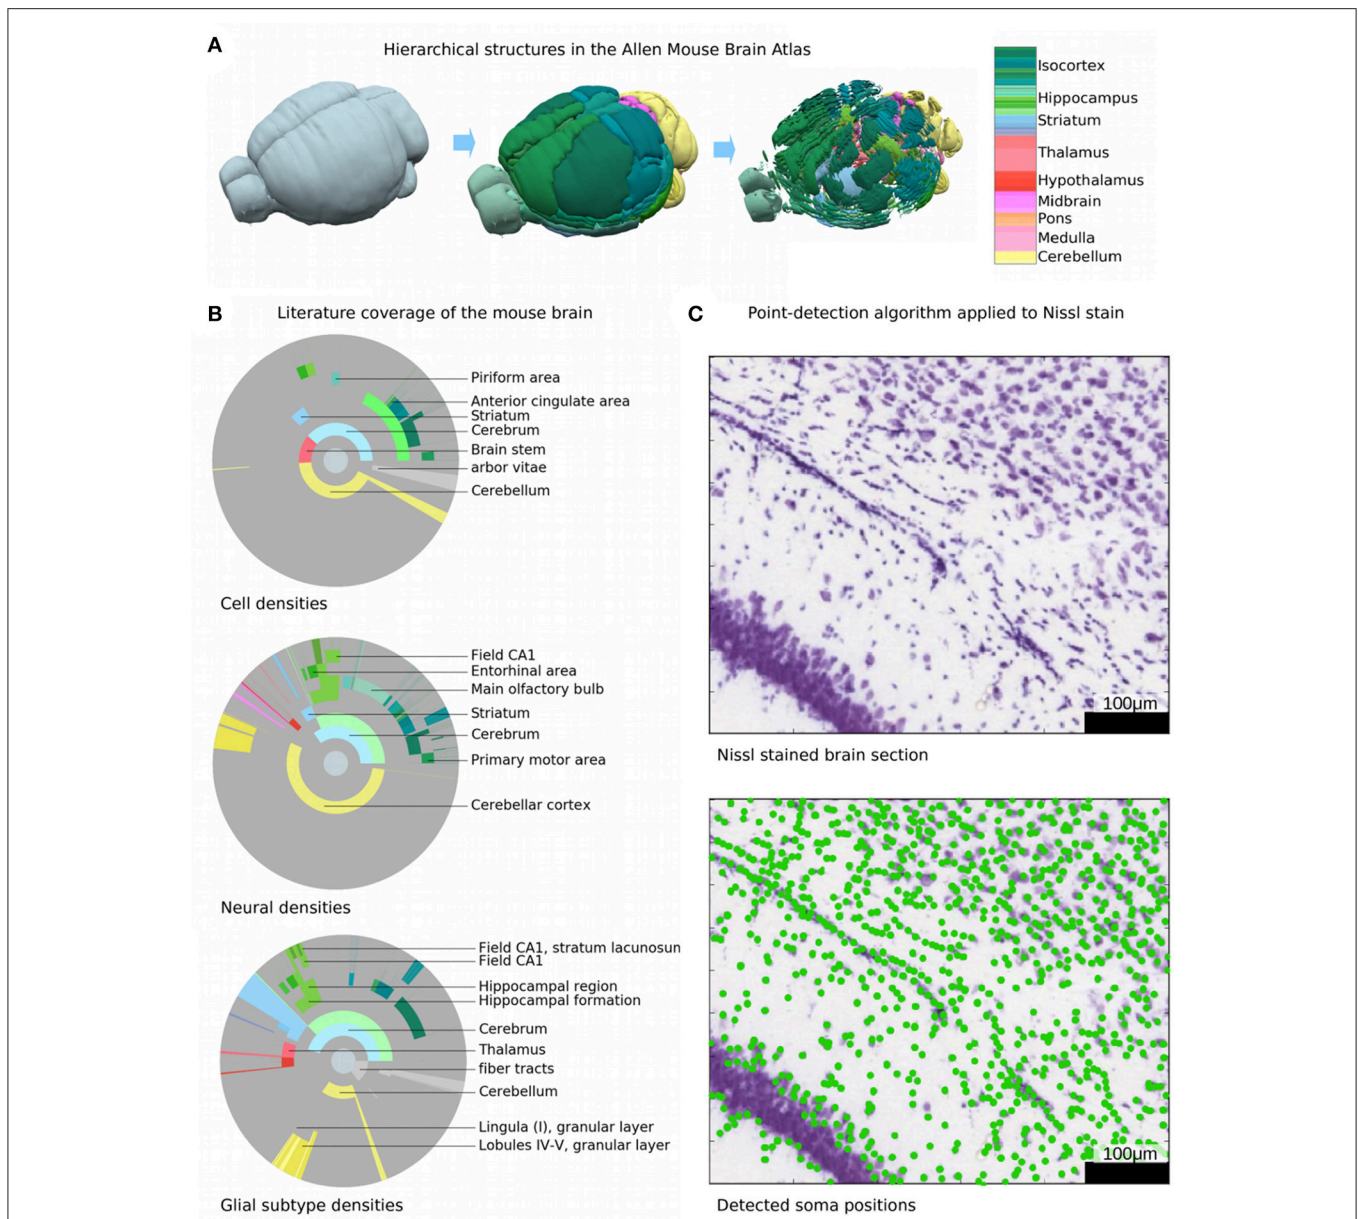 A
Hierarchical structures in the Allen Mouse Brain Atlas
Isocortex
Hippocampus
Striatum
Thalamus
Hypothalamus
Midbrain
Pons
Medulla
Cerebellum
B
Literature coverage of the mouse brain
Piriform area
Anterior cingulate area
Striatum
Cerebrum
Brain stem
arbor vitae
Cerebellum
Cell densities
Field CA1
Entorhinal area
Main olfactory bulb
Striatum
Cerebrum
Primary motor area
Cerebellar cortex
Neural densities
Field CA1, stratum lacunosun
Field CA1
Hippocampal region
Hippocampal formation
Cerebrum
Thalamus
fiber tracts
Cerebellum
Lingula (I), granular layer
Lobules IV-V, granular layer
Glial subtype densities
C
Point-detection algorithm applied to Nissl stain
100μm
Nissl stained brain section
100μm
Detected soma positions